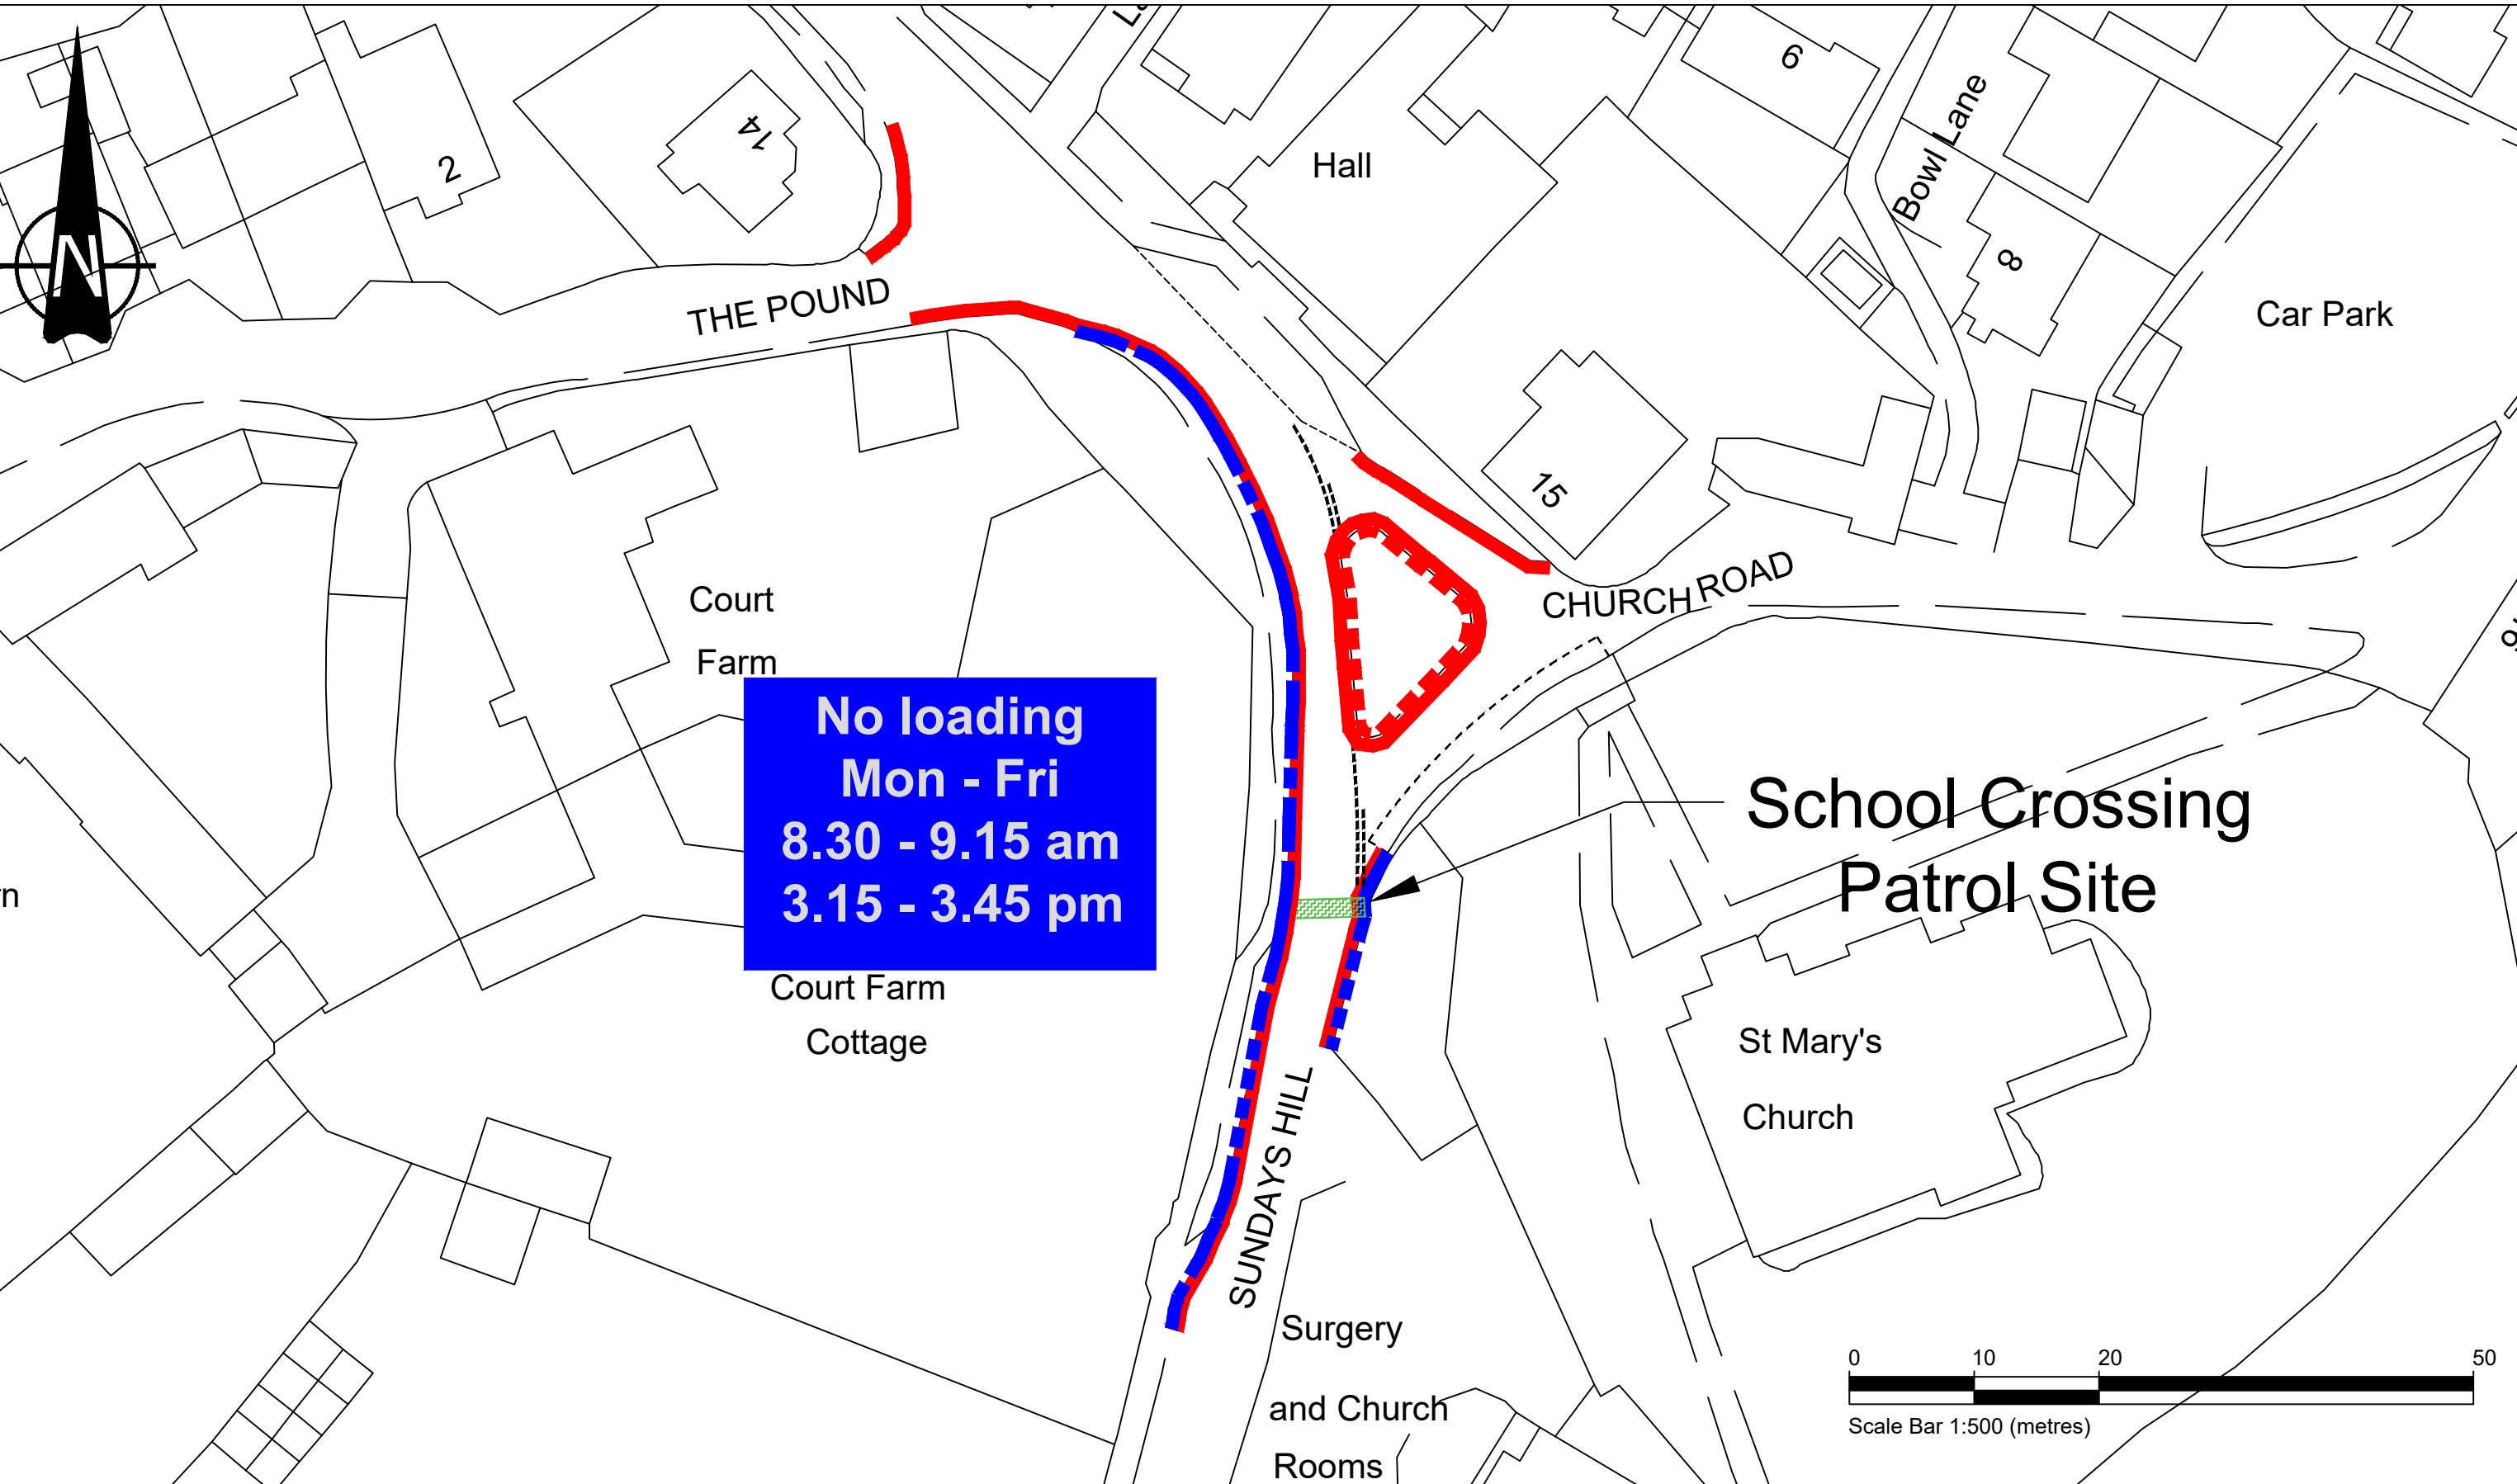 2
14
Hall
6
Bowl Lane
8
Car Park
N
THE POUND
15
CHURCH ROAD
Court
Farm
No loading
Mon - Fri
8.30 - 9.15 am
3.15 - 3.45 pm
School Crossing
Patrol Site
Court Farm
Cottage
St Mary's
Church
SUNDAYS HILL
Surgery
and Church
Rooms
0 10 20 50
Scale Bar 1:500 (metres)